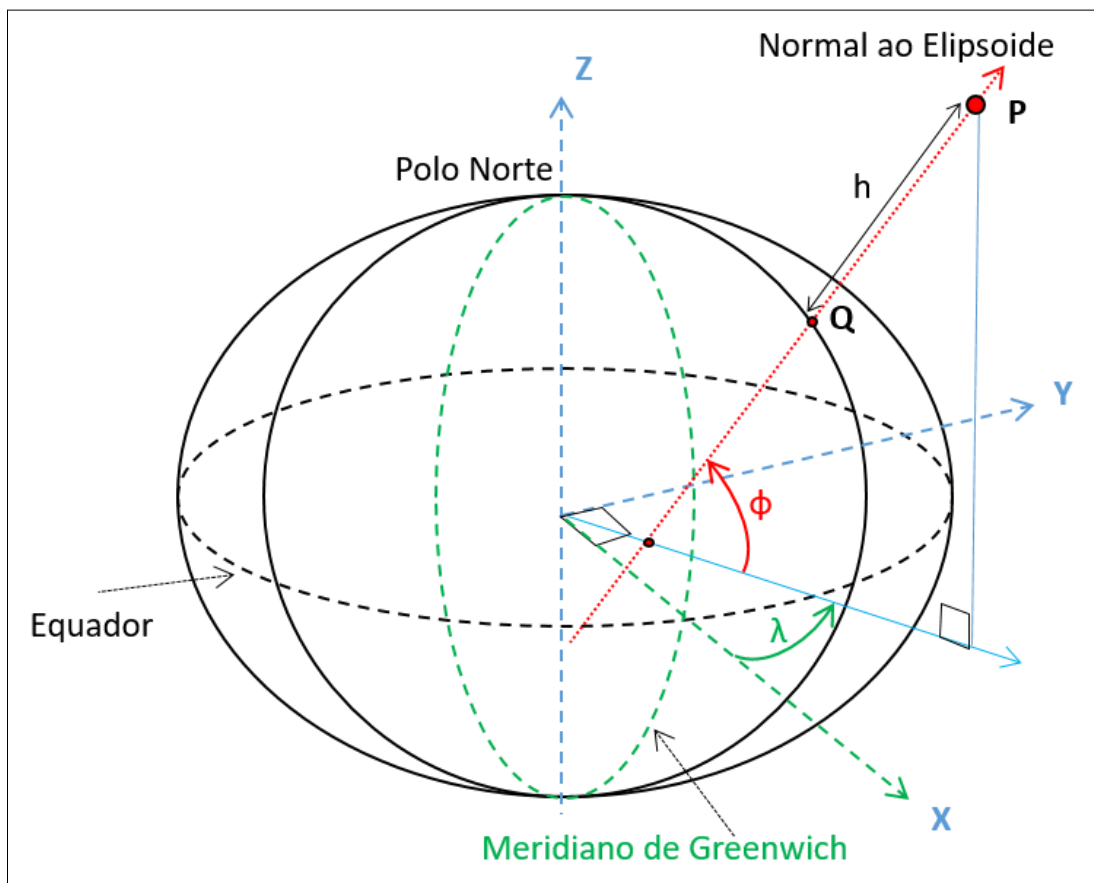 Normal ao Elipsoide
Z
P
Polo Norte
h
Q
Y
ϕ
Equador
λ
X
Meridiano de Greenwich